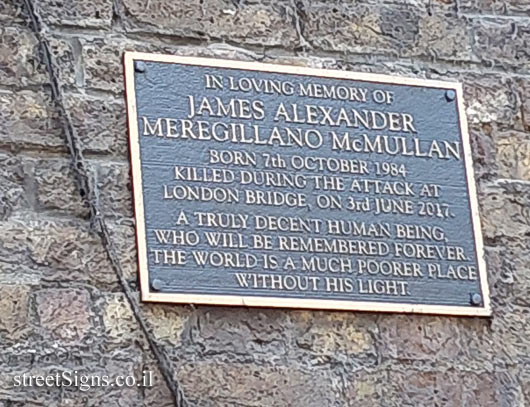 IN LOVING MEMORY OF
JAMES ALEXANDER
MEREGILLANO McMULLAN
BORN 7th OCTOBER 1984
KILLED DURING THE ATTACK AT
LONDON BRIDGE, ON 3rd JUNE 2017.
A TRULY DECENT HUMAN BEING,
WHO WILL BE REMEMBERED FOREVER.
THE WORLD IS A MUCH POORER PLACE
WITHOUT HIS LIGHT.
streetSigns.co.il